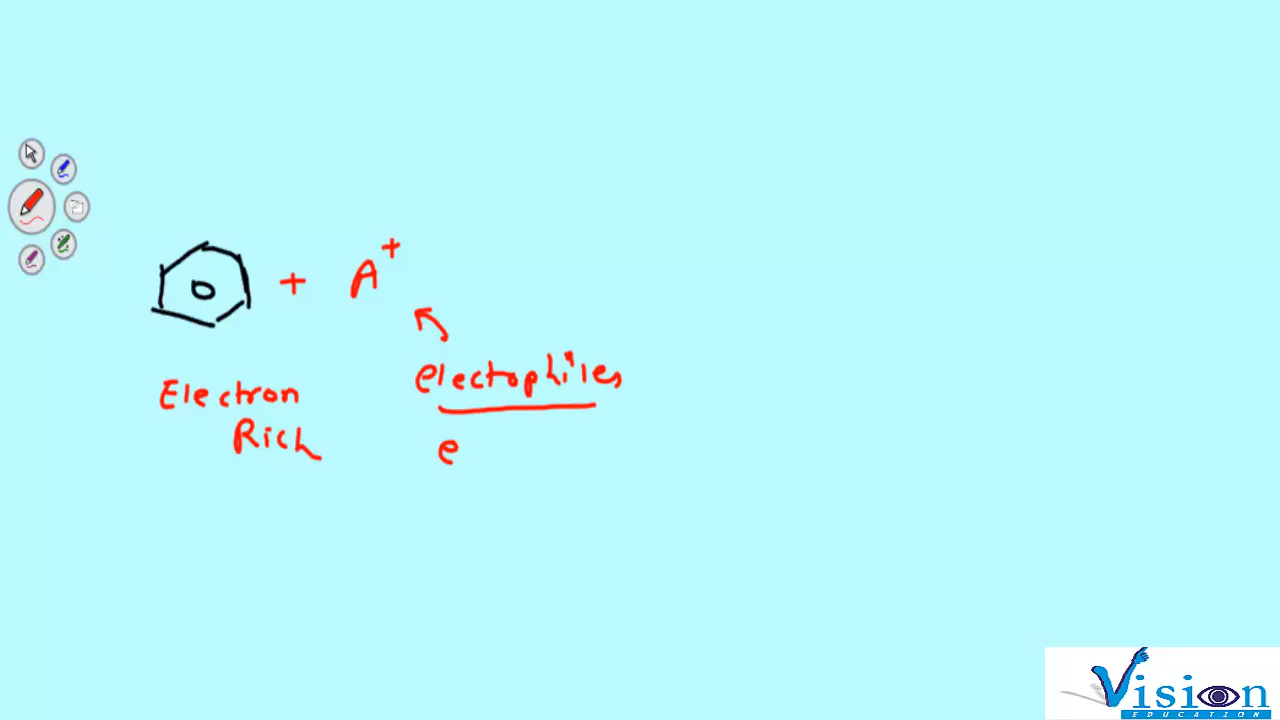 + A+
electophiles
Electron
Rich
e
Vision
EDUCATION